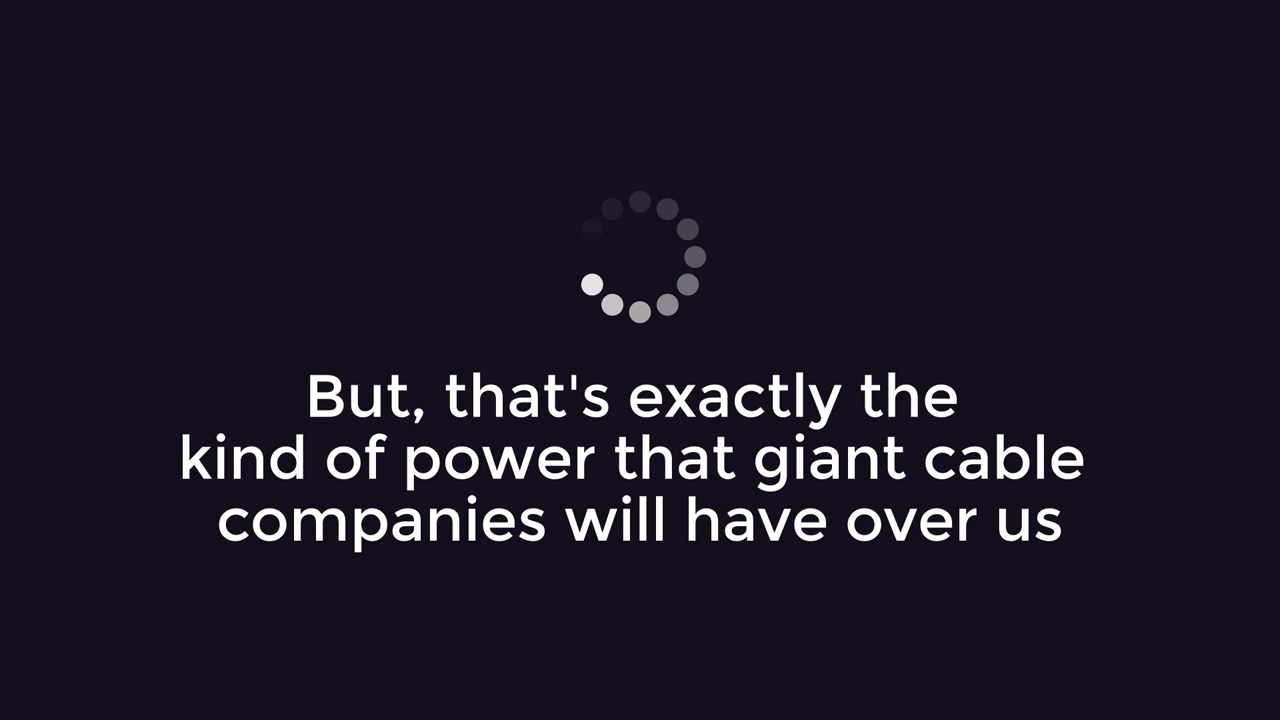 But, that's exactly the
kind of power that giant cable
companies will have over us